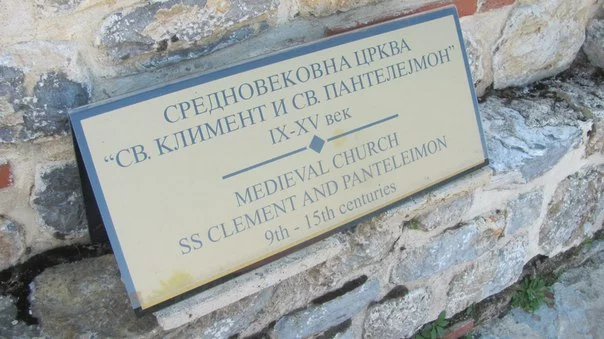 СРЕДНОВЕКОВНА ЦРКВА
“СВ. КЛИМЕНТ И СВ. ПАНТЕЛЕЈМОН”
IX-XV век
MEDIEVAL CHURCH
SS CLEMENT AND PANTELEIMON
9th - 15th centuries